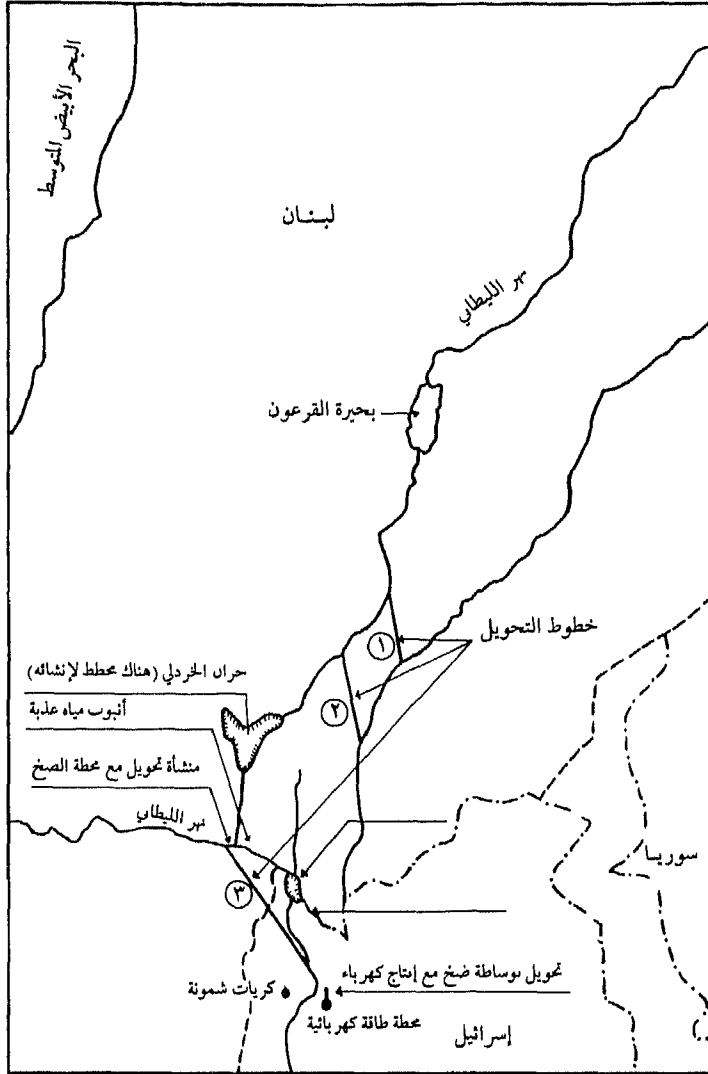 البحر الأبيض المتوسط
لبنان
نهر الليطاني
بحيرة القرعون
خطوط التحويل
١
٢
حران الخردلي (هناك محطط لإنشائه)
أنبوب مياه عذبة
منشأة تحويل مع محطة الصخ
نهر الليطاني
سوريا
٣
تحويل بوساطة ضخ مع إنتاج كهرباء
كريات شمونة
محطة طاقة كهربائية
إسرائيل